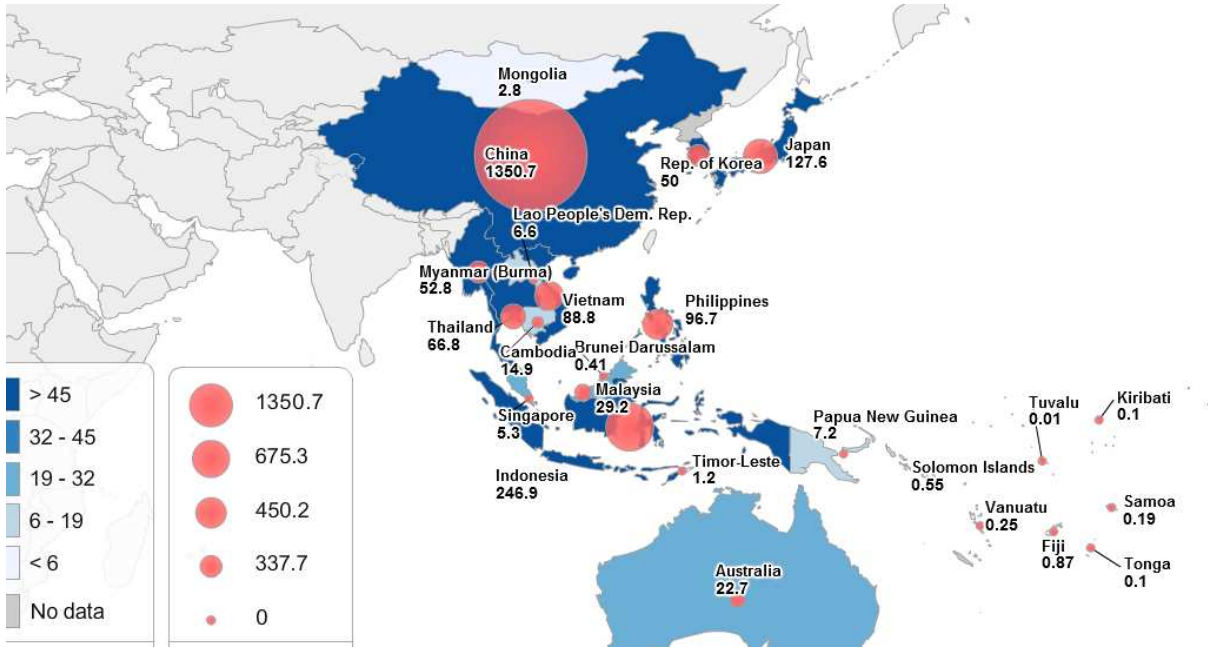 Mongolia
2.8
China
1350.7
Rep. of Korea
50
Japan
127.6
Lao People's Dem. Rep.
6.6
Myanmar (Burma)
52.8
Vietnam
88.8
Philippines
96.7
Thailand
66.8
Cambodia
14.9
Brunei Darussalam
0.41
Malaysia
29.2
Singapore
5.3
Indonesia
246.9
Timor-Leste
1.2
Papua New Guinea
7.2
Solomon Islands
0.55
Tuvalu
0.01
Kiribati
0.1
Vanuatu
0.25
Fiji
0.87
Samoa
0.19
Tonga
0.1
Australia
22.7
> 45
32 - 45
19 - 32
6 - 19
< 6
No data
1350.7
675.3
450.2
337.7
0